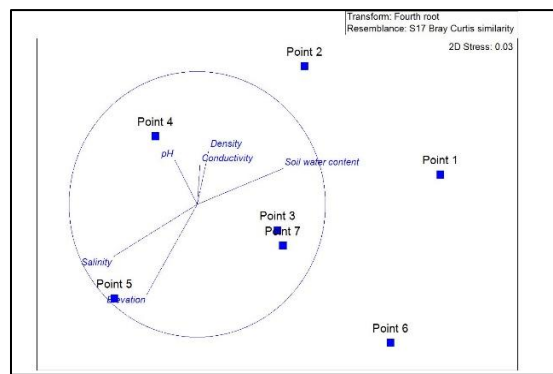 Transform: Fourth root
Resemblance: S17 Bray Curtis similarity
2D Stress: 0.03
Point 2
Point 4
Density
pH
Conductivity
Soil water content
Point 1
Point 3
Point 7
Salinity
Point 5
Elevation
Point 6